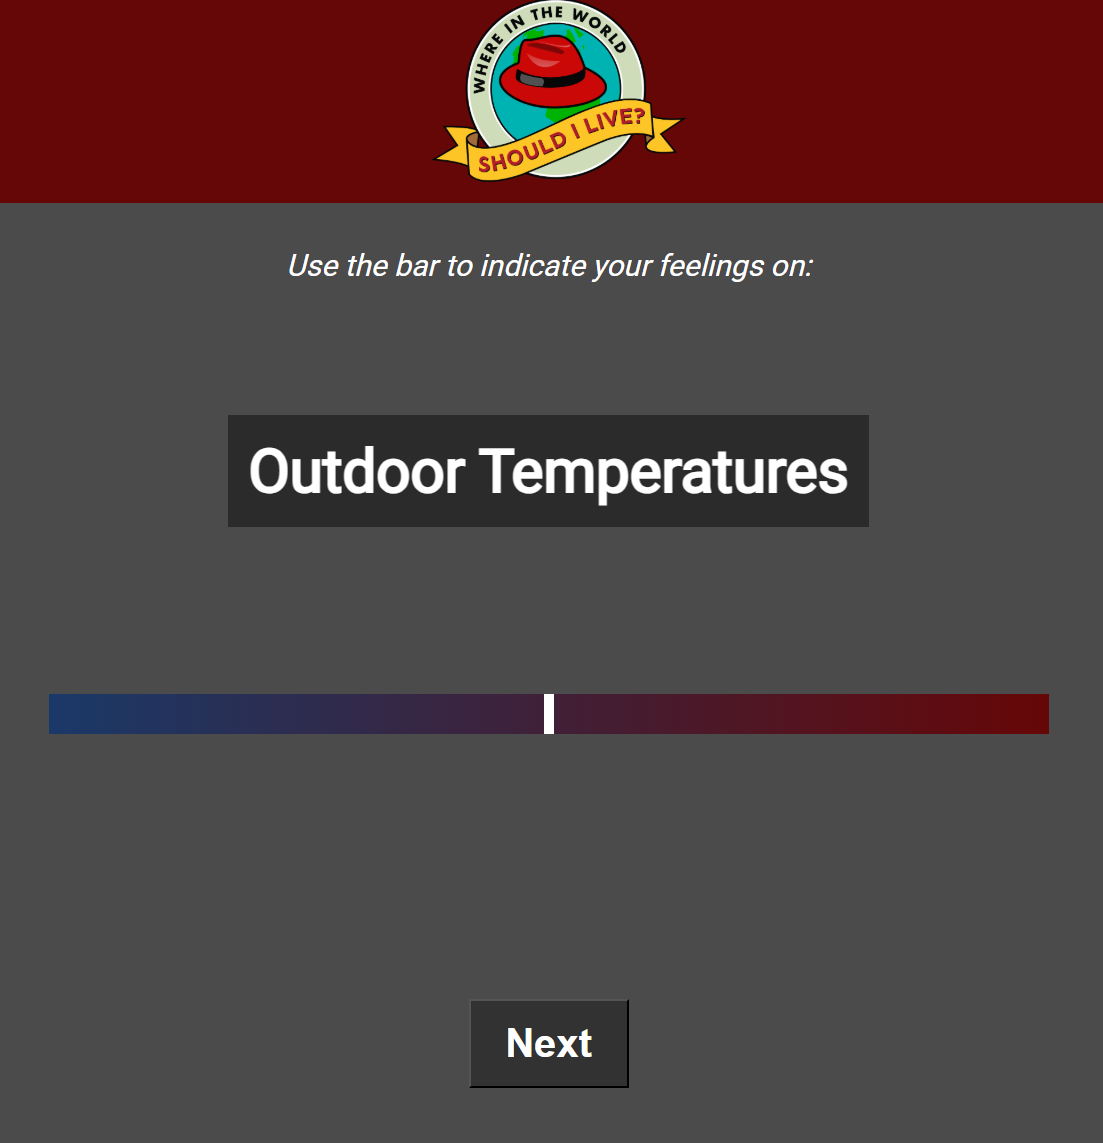 WHERE IN THE WORLD
SHOULD I LIVE?
Use the bar to indicate your feelings on:
Outdoor Temperatures
Next